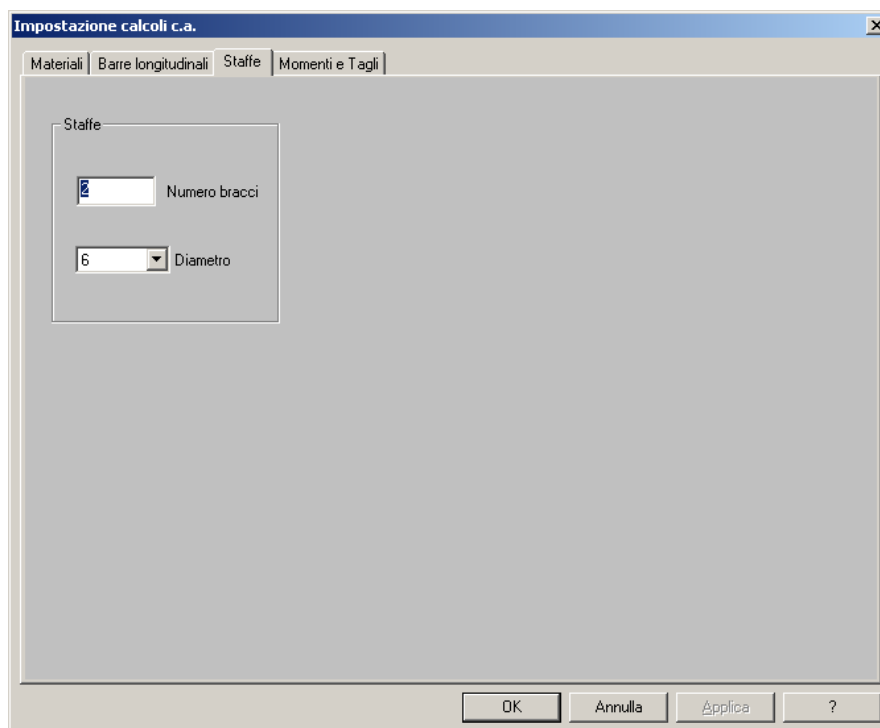 Impostazione calcoli c.a.
Materiali Barre longitudinali Staffe Momenti e Tagli
Staffe
2 Numero bracci
6 Diametro
OK Annulla Applica ?